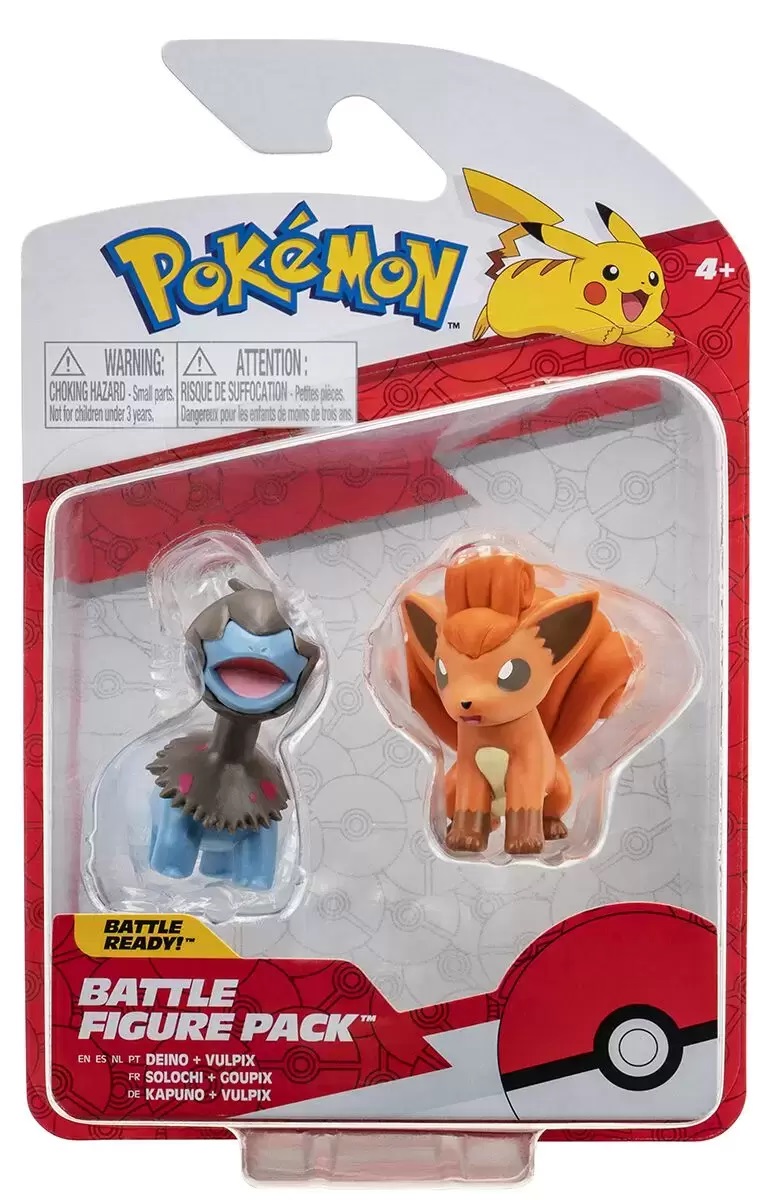 POKéMON™
4+
WARNING:
CHOKING HAZARD - Small parts.
Not for children under 3 years.
ATTENTION :
RISQUE DE SUFFOCATION - Petites pièces.
Dangereux pour les enfants de moins de trois ans
BATTLE
READY!™
BATTLE
FIGURE PACK™
EN ES NL PT DEINO + VULPIX
FR SOLOCHI + GOUPIX
DE KAPUNO + VULPIX